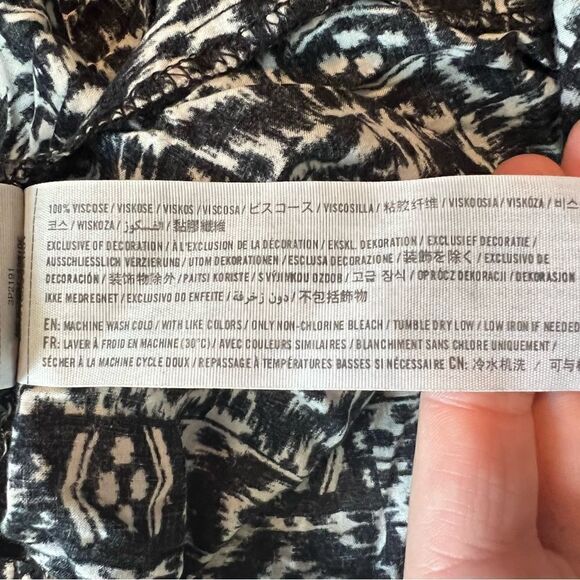 100% VISCOSE / VISKOSE / VISKOS / VISCOSA / ビスコース / VISCOSILLA / 粘胶纤维 / VISKOOSIA / VISKÓZA / 비스
코스 / WISKOZA / الفسكوز / 黏膠纖維
EXCLUSIVE OF DECORATION / À L'EXCLUSION DE LA DÉCORATION / EKSKL. DEKORATION / EXCLUSIEF DECORATIE /
AUSSCHLIESSLICH VERZIERUNG / UTOM DEKORATIONEN / ESCLUSA DECORAZIONE / 装飾を除く / EXCLUSIVO DE
DECORACIÓN / 装饰物除外 / PAITSI KORISTE / S VÝJIMKOU OZDOB / 고급 장식 / OPRÓCZ DEKORACJI / DEKORASJON
IKKE MEDREGNET / EXCLUSIVO DO ENFEITE / دون زخرفة / 不包括飾物
EN: MACHINE WASH COLD / WITH LIKE COLORS / ONLY NON-CHLORINE BLEACH / TUMBLE DRY LOW / LOW IRON IF NEEDED
FR: LAVER À FROID EN MACHINE (30°C) / AVEC COULEURS SIMILAIRES / BLANCHIMENT SANS CHLORE UNIQUEMENT /
SÉCHER À LA MACHINE CYCLE DOUX / REPASSAGE À TEMPÉRATURES BASSES SI NÉCESSAIRE CN: 冷水机洗 / 可与